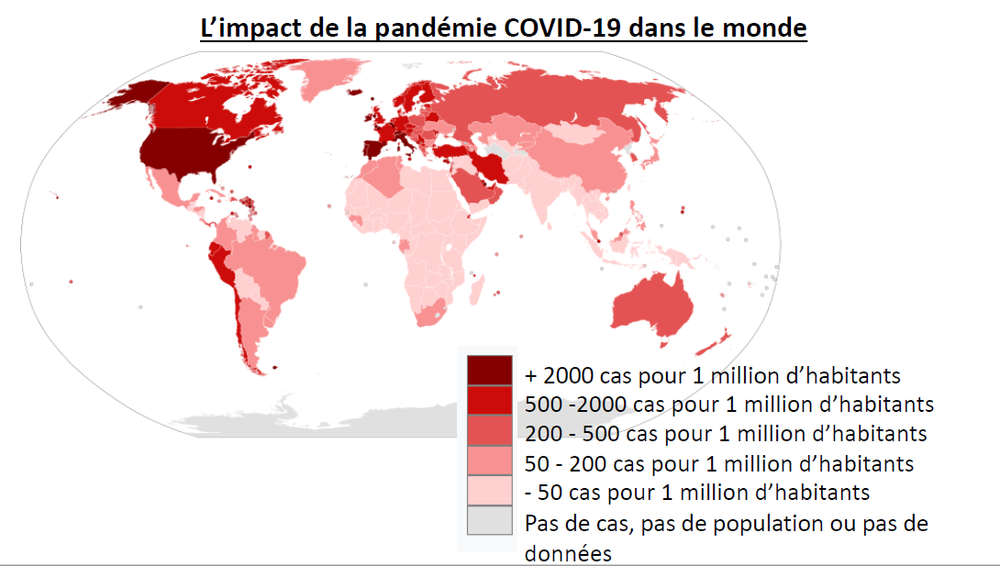 L’impact de la pandémie COVID-19 dans le monde
+ 2000 cas pour 1 million d’habitants
500 -2000 cas pour 1 million d’habitants
200 - 500 cas pour 1 million d’habitants
50 - 200 cas pour 1 million d’habitants
- 50 cas pour 1 million d’habitants
Pas de cas, pas de population ou pas de
données